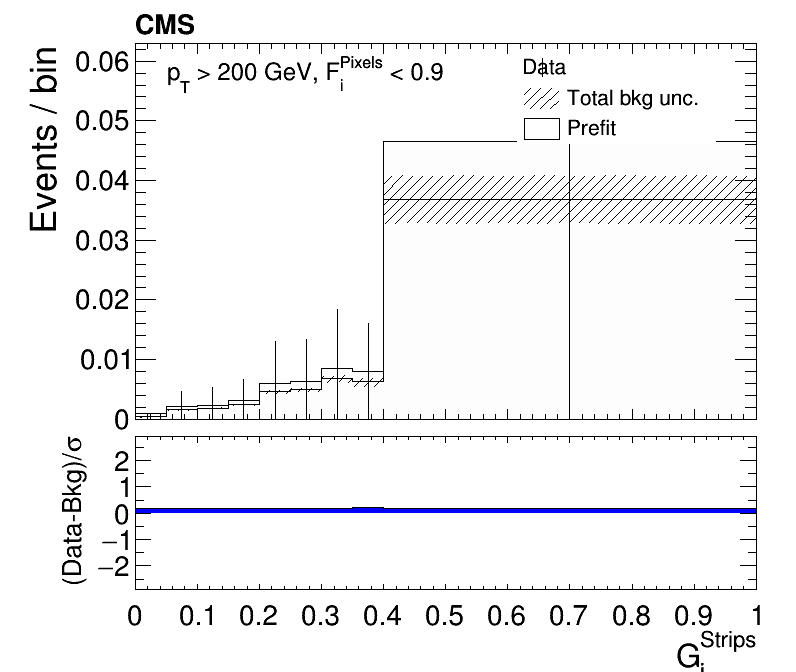 CMS
p_T > 200 GeV, F_i^Pixels < 0.9
Data
Total bkg unc.
Prefit
Events / bin
0.06
0.05
0.04
0.03
0.02
0.01
0
(Data-Bkg)/σ
2
1
0
−1
−2
0 0.1 0.2 0.3 0.4 0.5 0.6 0.7 0.8 0.9 1
G_i^Strips